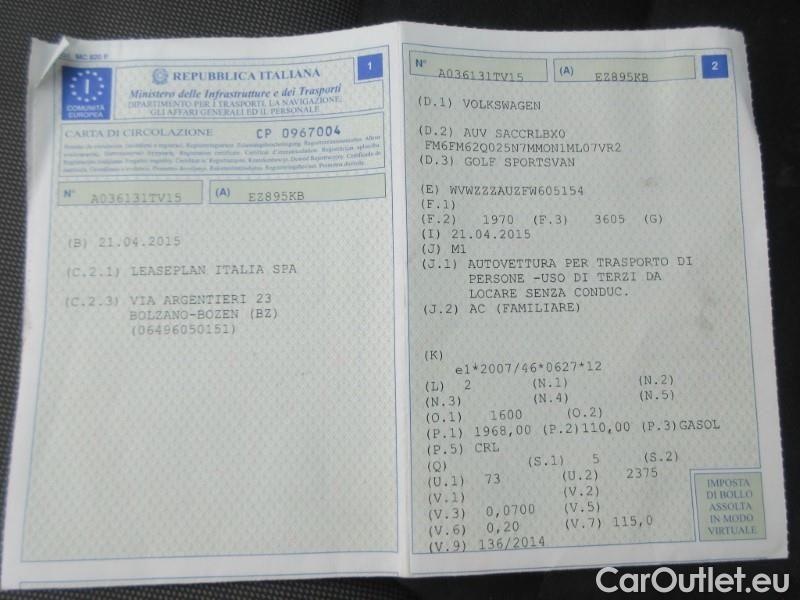 MC 820 F
1
REPUBBLICA ITALIANA
Ministero delle Infrastrutture e dei Trasporti
DIPARTIMENTO PER I TRASPORTI, LA NAVIGAZIONE,
GLI AFFARI GENERALI ED IL PERSONALE
I
COMUNITÀ
EUROPEA
CARTA DI CIRCOLAZIONE CP 0967004
N° A036131TV15 (A) EZ895KB
(B) 21.04.2015
(C.2.1) LEASEPLAN ITALIA SPA
(C.2.3) VIA ARGENTIERI 23
BOLZANO-BOZEN (BZ)
(06496050151)
N° A036131TV15 (A) EZ895KB 2
(D.1) VOLKSWAGEN
(D.2) AUV SACCRLBX0
FM6FM62Q025N7MMON1ML07VR2
(D.3) GOLF SPORTSVAN
(E) WVWZZZAUZFW605154
(F.1)
(F.2) 1970 (F.3) 3605 (G)
(I) 21.04.2015
(J) M1
(J.1) AUTOVETTURA PER TRASPORTO DI
PERSONE -USO DI TERZI DA
LOCARE SENZA CONDUC.
(J.2) AC (FAMILIARE)
(K)
e1*2007/46*0627*12
(L) 2 (N.1) (N.2)
(N.3) (N.4) (N.5)
(O.1) 1600 (O.2)
(P.1) 1968,00 (P.2)110,00 (P.3)GASOL
(P.5) CRL
(Q) (S.1) 5 (S.2)
(U.1) 73 (U.2) 2375
(V.1) (V.2)
(V.3) 0,0700 (V.5)
(V.6) 0,20 (V.7) 115,0
(V.9) 136/2014
IMPOSTA
DI BOLLO
ASSOLTA
IN MODO
VIRTUALE
CarOutlet.eu